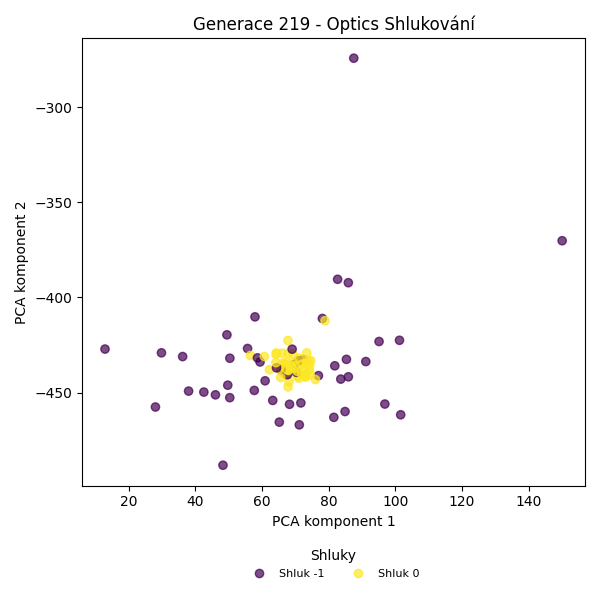 Generace 219 - Optics Shlukování
−300
−350
−400
−450
PCA komponent 2
20
40
60
80
100
120
140
PCA komponent 1
Shluky
Shluk -1
Shluk 0